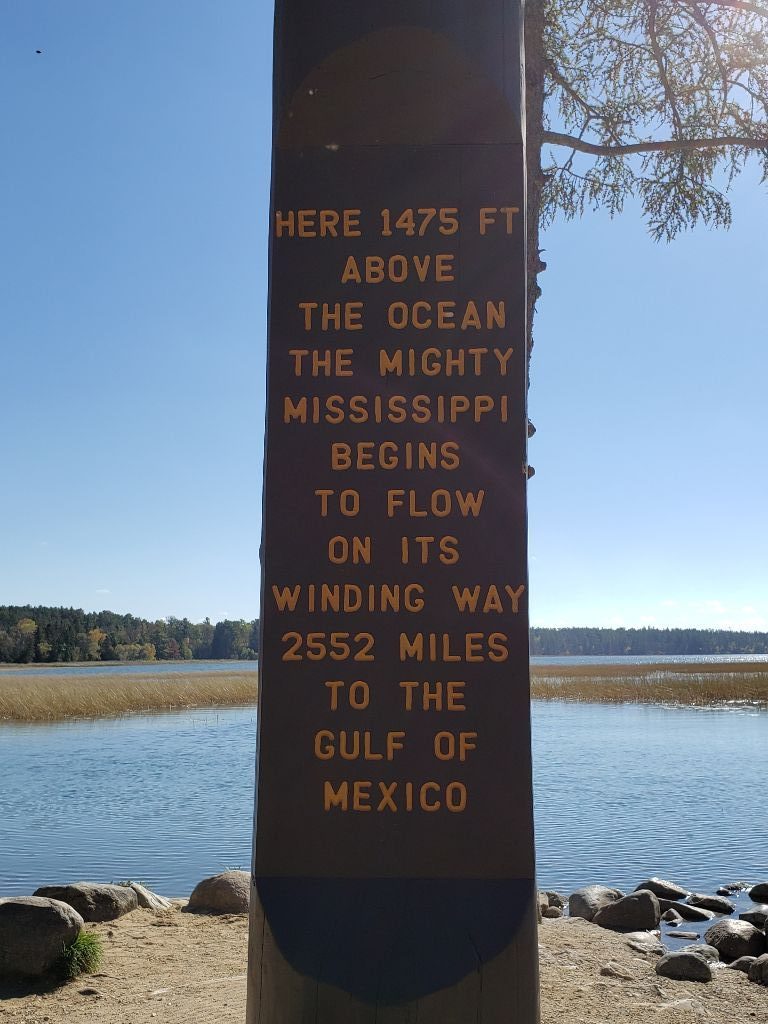 HERE 1475 FT
ABOVE
THE OCEAN
THE MIGHTY
MISSISSIPPI
BEGINS
TO FLOW
ON ITS
WINDING WAY
2552 MILES
TO THE
GULF OF
MEXICO